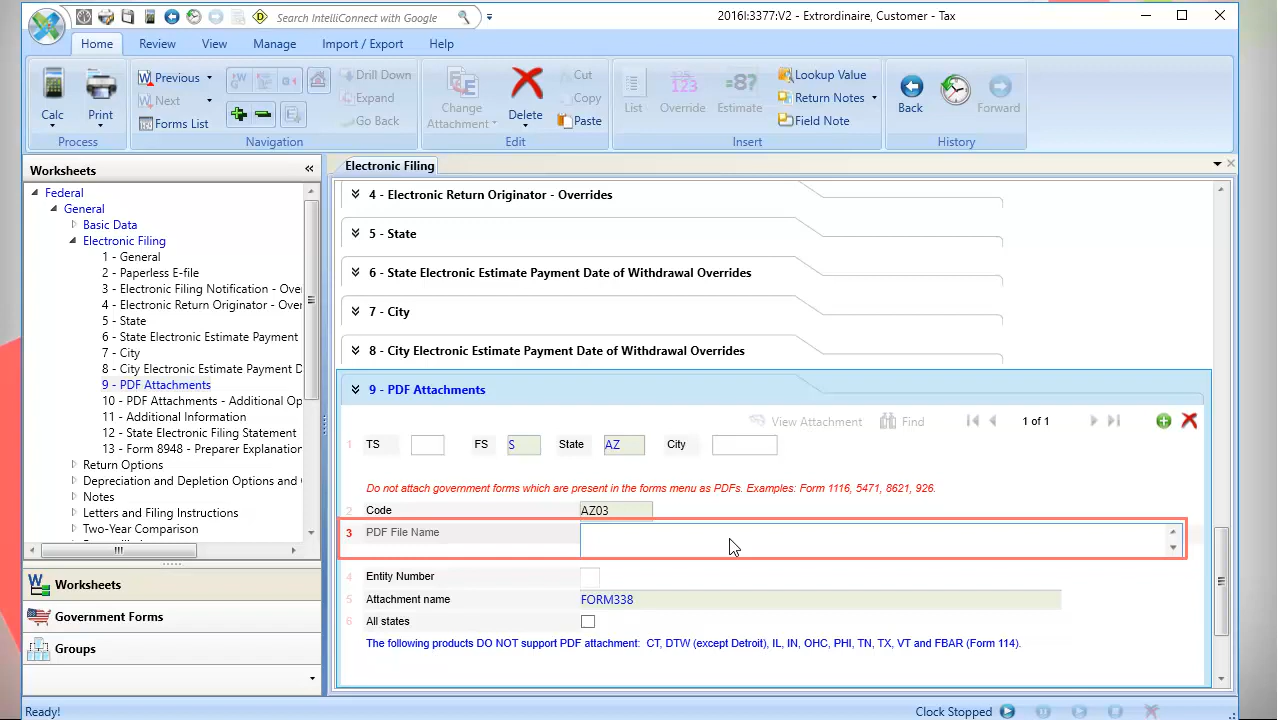 Search IntelliConnect with Google
2016I:3377:V2 - Extrordinaire, Customer - Tax
Home
Review
View
Manage
Import / Export
Help
Calc
Print
Process
Previous
Next
Forms List
Drill Down
Expand
Go Back
Navigation
Change Attachment
Delete
Cut
Copy
Paste
Edit
List
Override
Estimate
Lookup Value
Return Notes
Field Note
Insert
Back
Forward
History
Worksheets
Federal
General
Basic Data
Electronic Filing
1 - General
2 - Paperless E-file
3 - Electronic Filing Notification - Ove
4 - Electronic Return Originator - Over
5 - State
6 - State Electronic Estimate Payment
7 - City
8 - City Electronic Estimate Payment D
9 - PDF Attachments
10 - PDF Attachments - Additional Op
11 - Additional Information
12 - State Electronic Filing Statement
13 - Form 8948 - Preparer Explanation
Return Options
Depreciation and Depletion Options and
Notes
Letters and Filing Instructions
Two-Year Comparison
Worksheets
Government Forms
Groups
Electronic Filing
4 - Electronic Return Originator - Overrides
5 - State
6 - State Electronic Estimate Payment Date of Withdrawal Overrides
7 - City
8 - City Electronic Estimate Payment Date of Withdrawal Overrides
9 - PDF Attachments
View Attachment
Find
1 of 1
1 TS FS S State AZ City
Do not attach government forms which are present in the forms menu as PDFs. Examples: Form 1116, 5471, 8621, 926.
2 Code AZ03
3 PDF File Name
4 Entity Number
5 Attachment name FORM338
6 All states
The following products DO NOT support PDF attachment: CT, DTW (except Detroit), IL, IN, OHC, PHI, TN, TX, VT and FBAR (Form 114).
Ready!
Clock Stopped